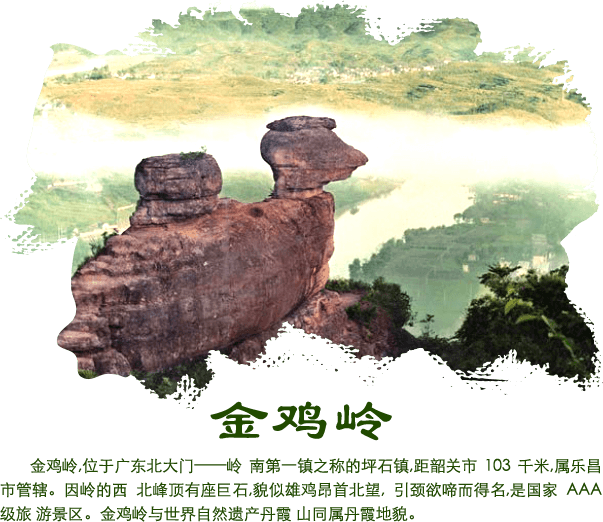 金鸡岭
金鸡岭,位于广东北大门——岭 南第一镇之称的坪石镇,距韶关市 103 千米,属乐昌
市管辖。因岭的西 北峰顶有座巨石,貌似雄鸡昂首北望, 引颈欲啼而得名,是国家 AAA
级旅 游景区。金鸡岭与世界自然遗产丹霞 山同属丹霞地貌。